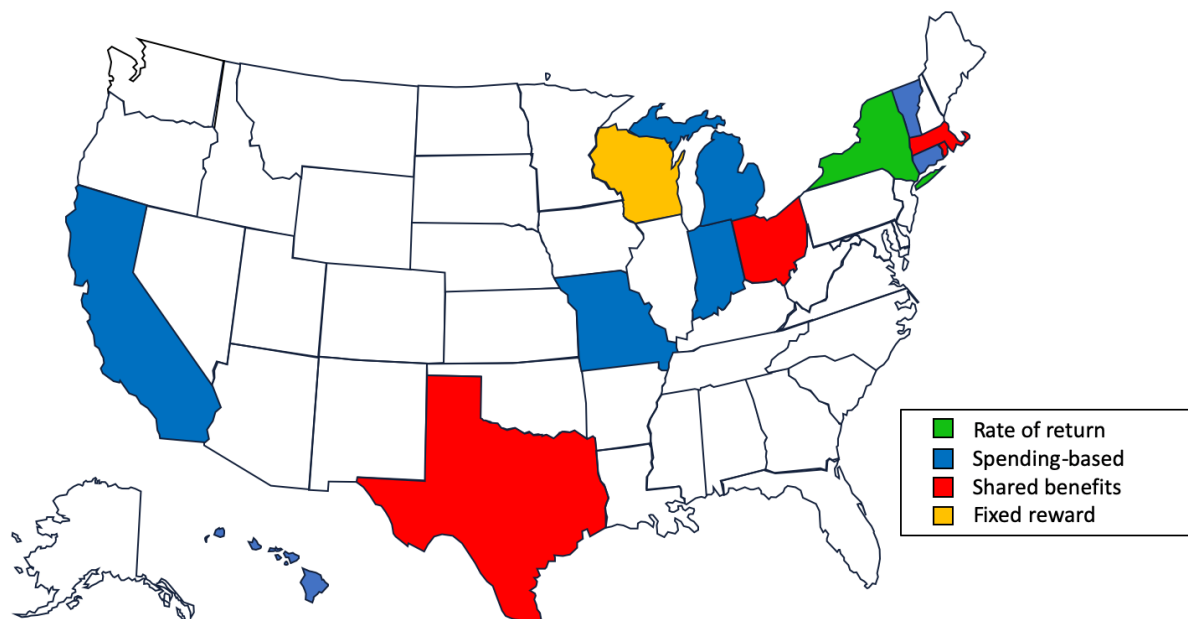 Rate of return
Spending-based
Shared benefits
Fixed reward